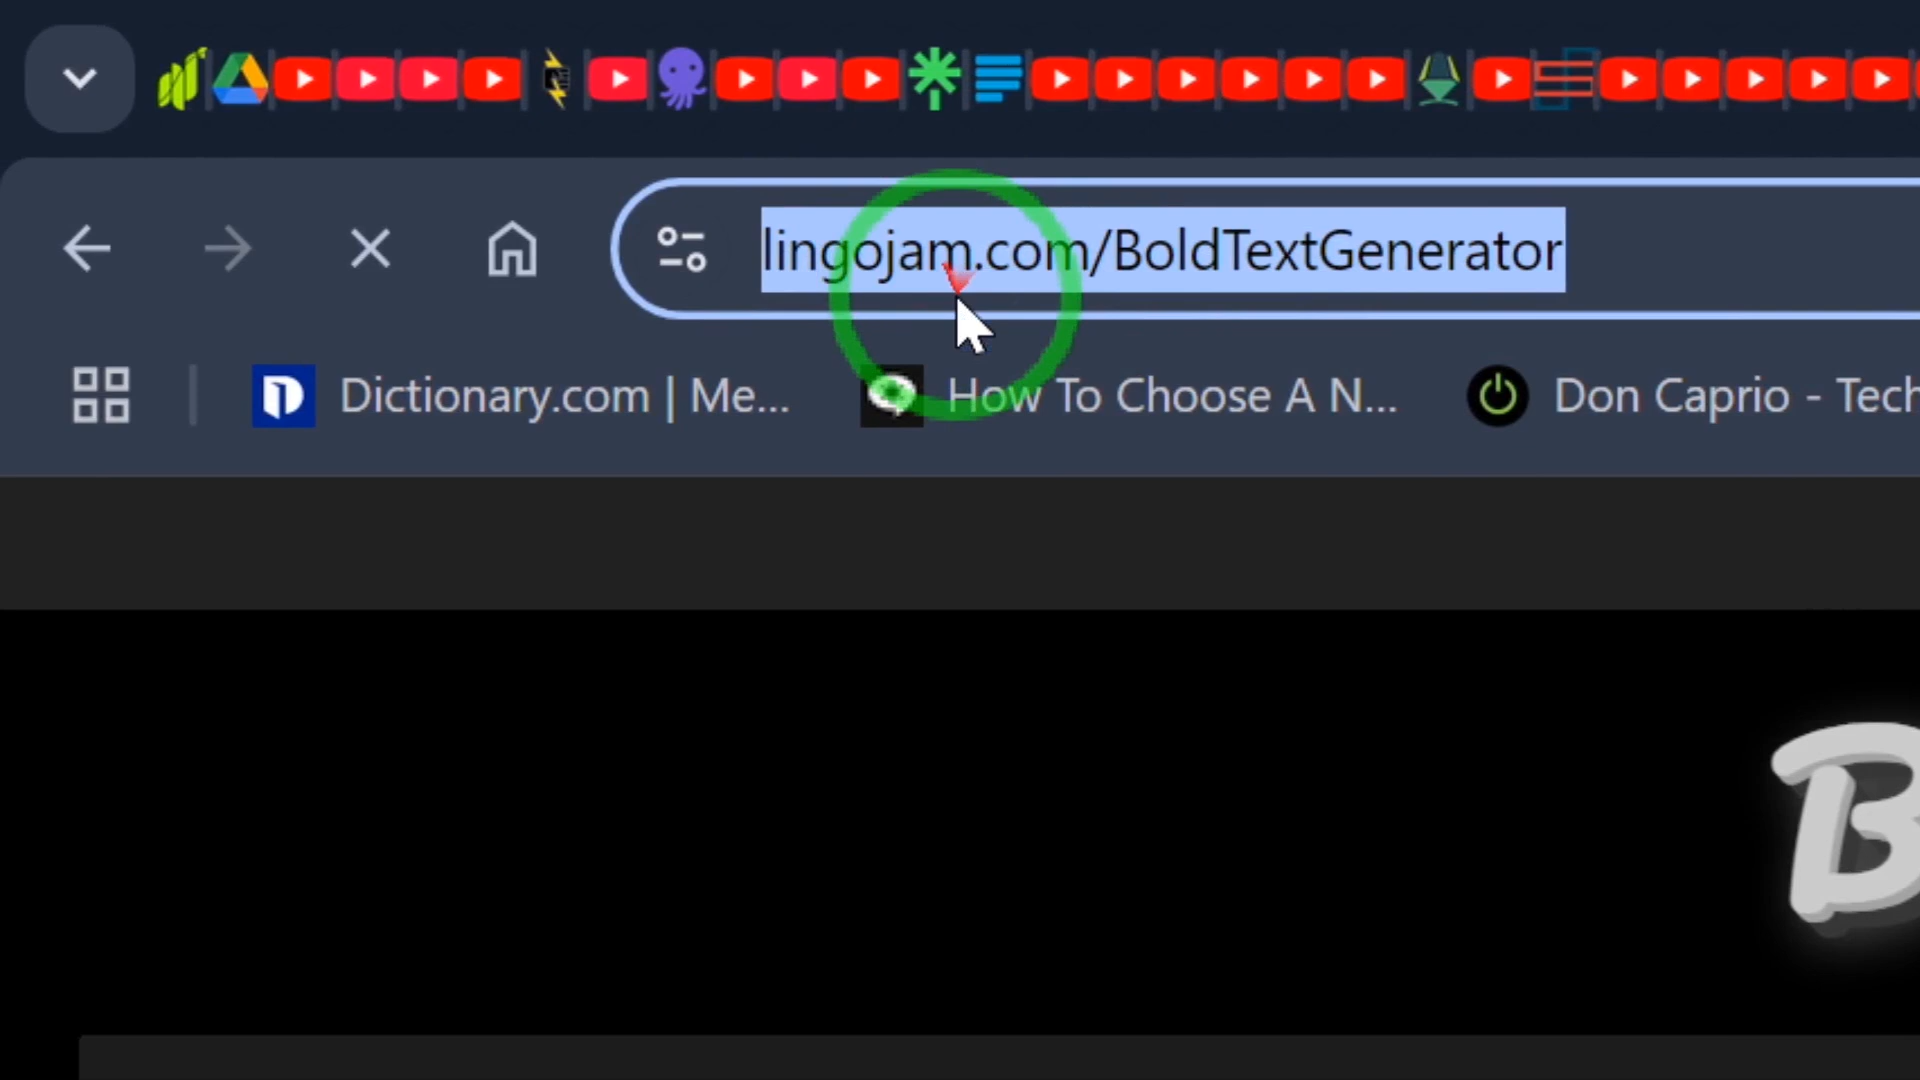 lingojam.com/BoldTextGenerator
Dictionary.com | Me... How To Choose A N... Don Caprio - Tech
B